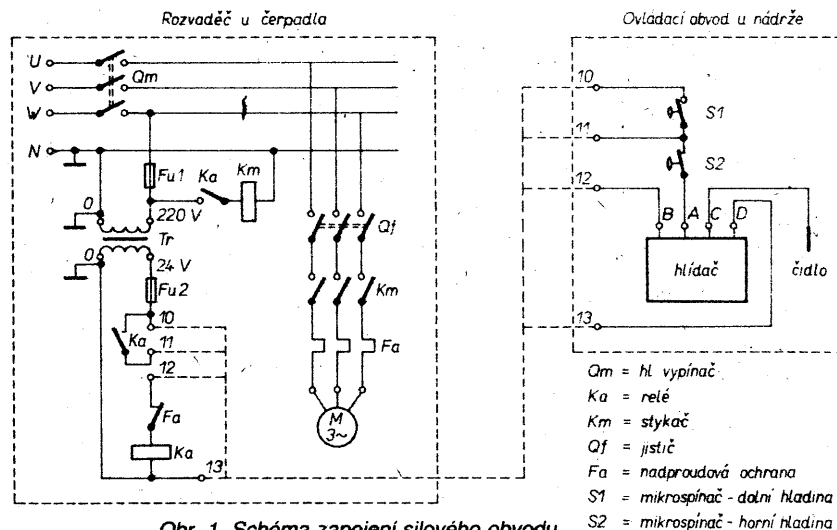 Rozvaděč u čerpadla
Ovládací obvod u nádrže
U
V
W
N
Qm
Fu1
Ka
Km
0
220 V
Tr
0
24 V
Fu2
10
Ka
11
12
Fa
Ka
13
Qf
Km
Fa
M
3~
10
S1
11
S2
12
B
A
C
D
hlídač
čidlo
13
Qm = hl vypínač
Ka = relé
Km = stykač
Qf = jistič
Fa = nadproudová ochrana
S1 = mikrospínač - dolní hladina
S2 = mikrospínač - horní hladina
Obr. 1. Schéma zapojení silového obvodu